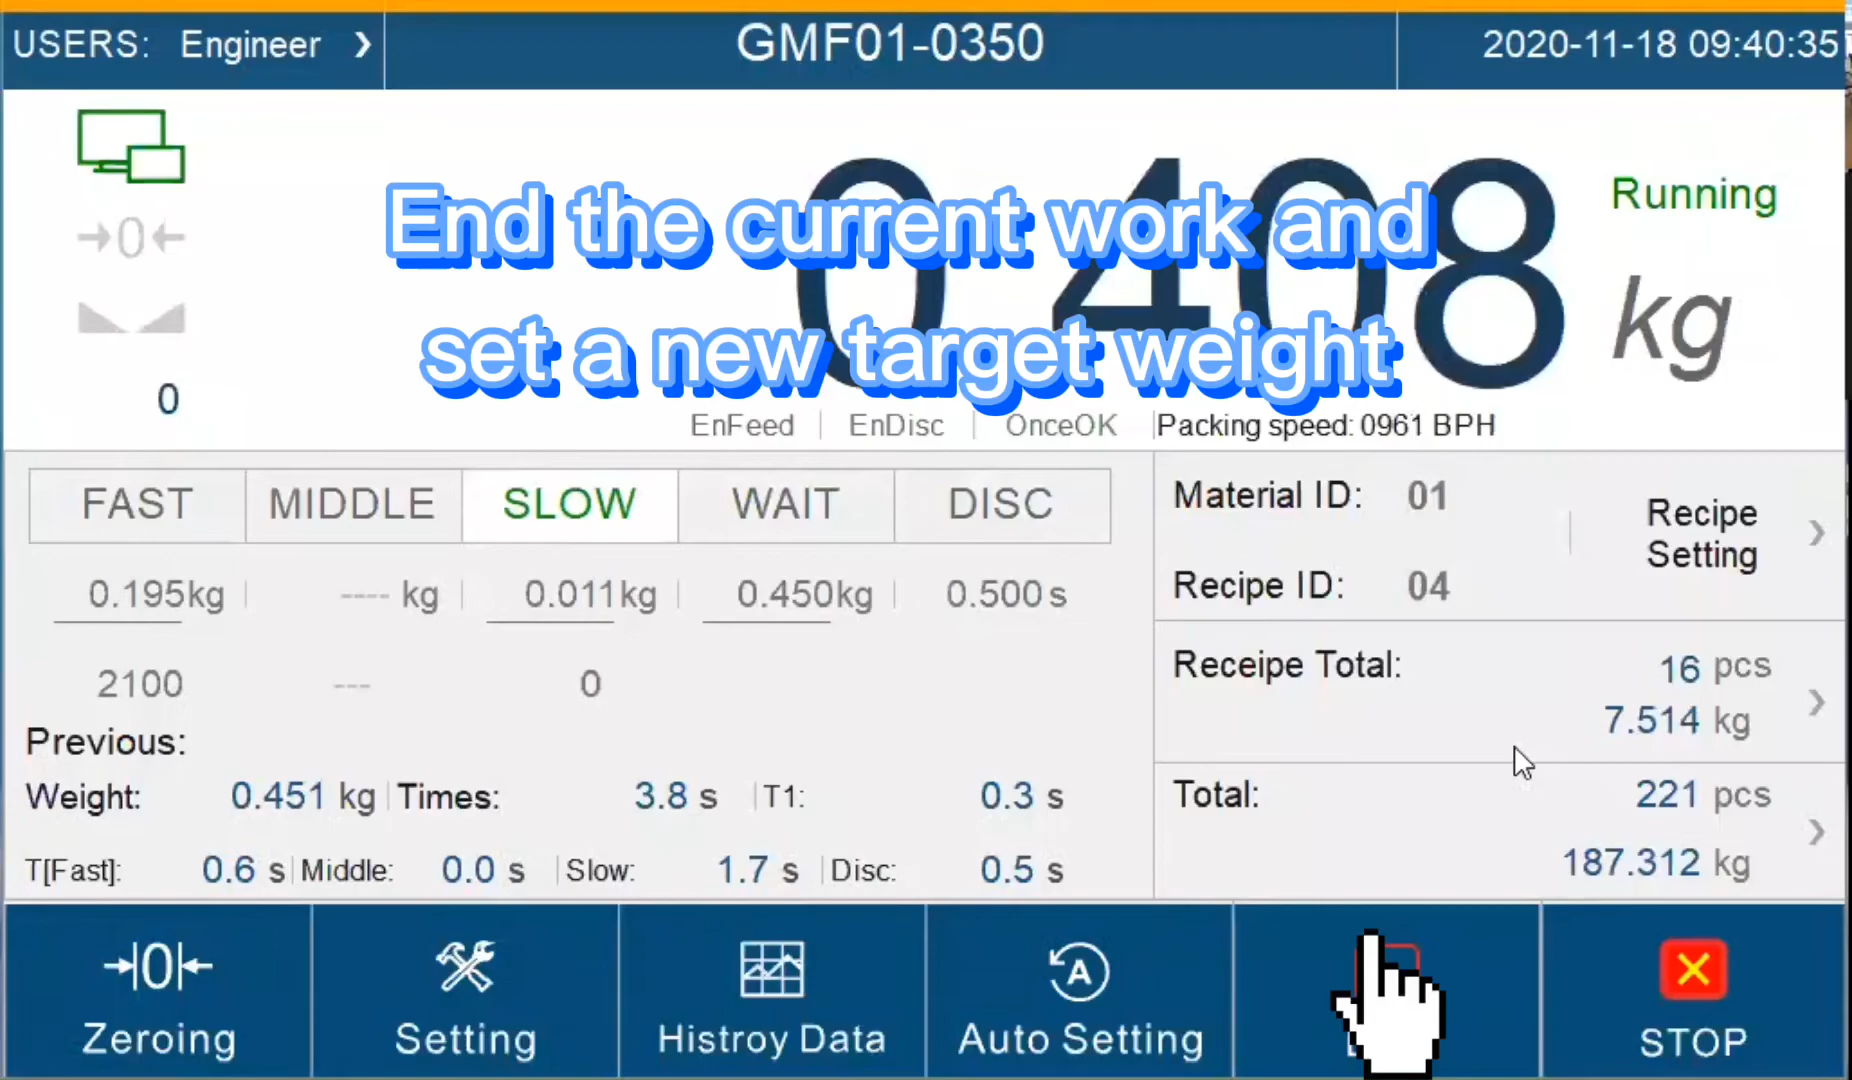 USERS: Engineer
GMF01-0350
2020-11-18 09:40:35
End the current work and
set a new target weight
0.408
Running
kg
0
EnFeed
EnDisc
OnceOK
Packing speed: 0961 BPH
FAST
MIDDLE
SLOW
WAIT
DISC
0.195kg
---- kg
0.011kg
0.450kg
0.500 s
2100
---
0
Previous:
Weight: 0.451 kg
Times: 3.8 s
T1: 0.3 s
T[Fast]: 0.6 s
Middle: 0.0 s
Slow: 1.7 s
Disc: 0.5 s
Material ID: 01
Recipe ID: 04
Recipe
Setting
Receipe Total: 16 pcs
7.514 kg
Total: 221 pcs
187.312 kg
Zeroing
Setting
Histroy Data
Auto Setting
STOP